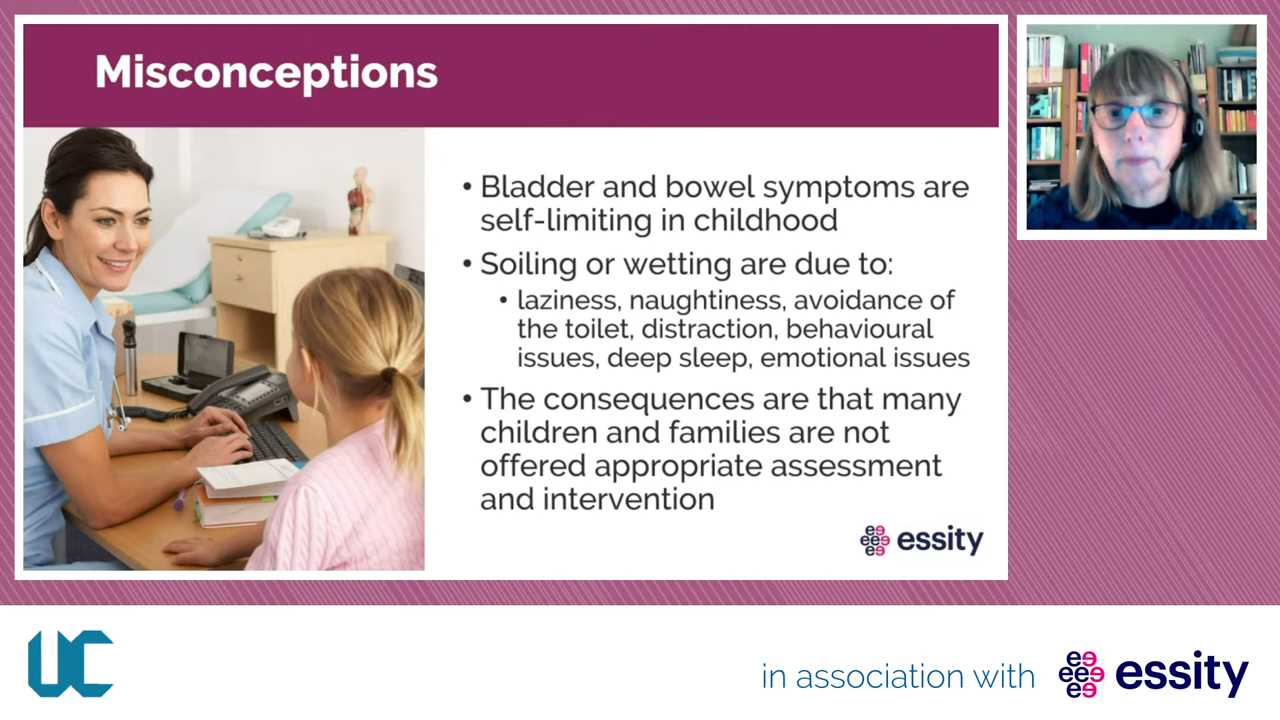 Misconceptions
• Bladder and bowel symptoms are
self-limiting in childhood
• Soiling or wetting are due to:
• laziness, naughtiness, avoidance of
the toilet, distraction, behavioural
issues, deep sleep, emotional issues
• The consequences are that many
children and families are not
offered appropriate assessment
and intervention
essity
UC
in association with essity